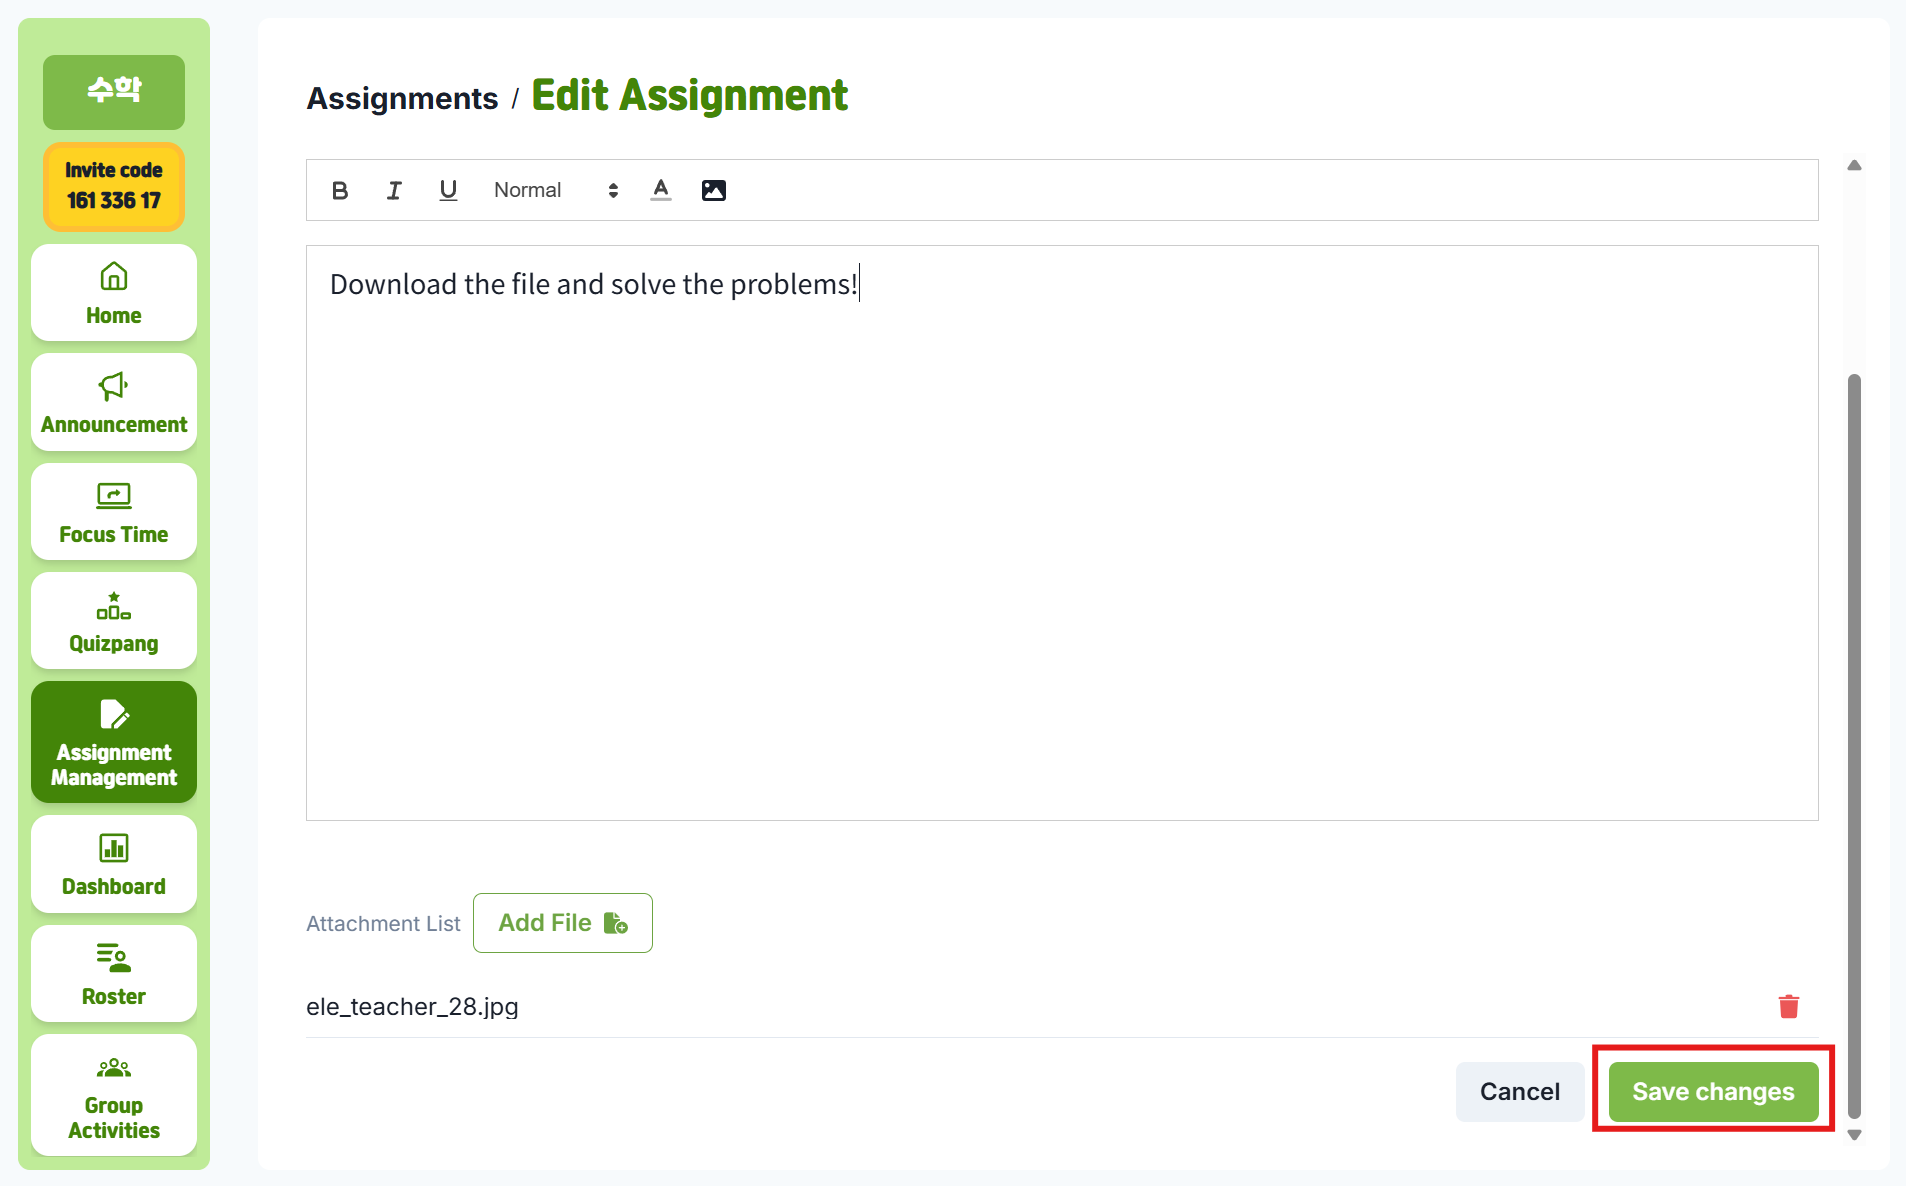 수학
Invite code
161 336 17
Home
Announcement
Focus Time
Quizpang
Assignment
Management
Dashboard
Roster
Group
Activities
Assignments / Edit Assignment
B I U Normal A
Download the file and solve the problems!
Attachment List Add File
ele_teacher_28.jpg
Cancel Save changes